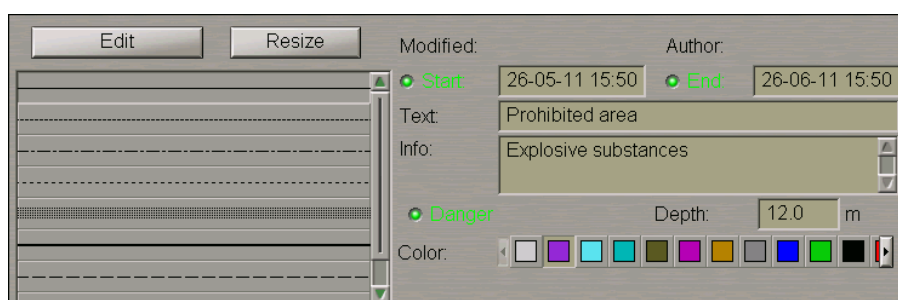 Edit
Resize
Modified:
Author:
Start
26-05-11 15:50
End
26-06-11 15:50
Text:
Prohibited area
Info:
Explosive substances
Danger
Depth:
12.0
m
Color: